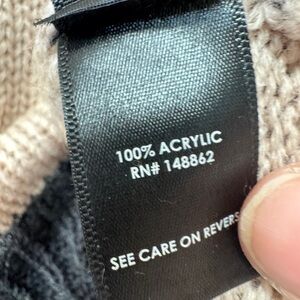 100% ACRYLIC
RN# 148862
SEE CARE ON REVERS